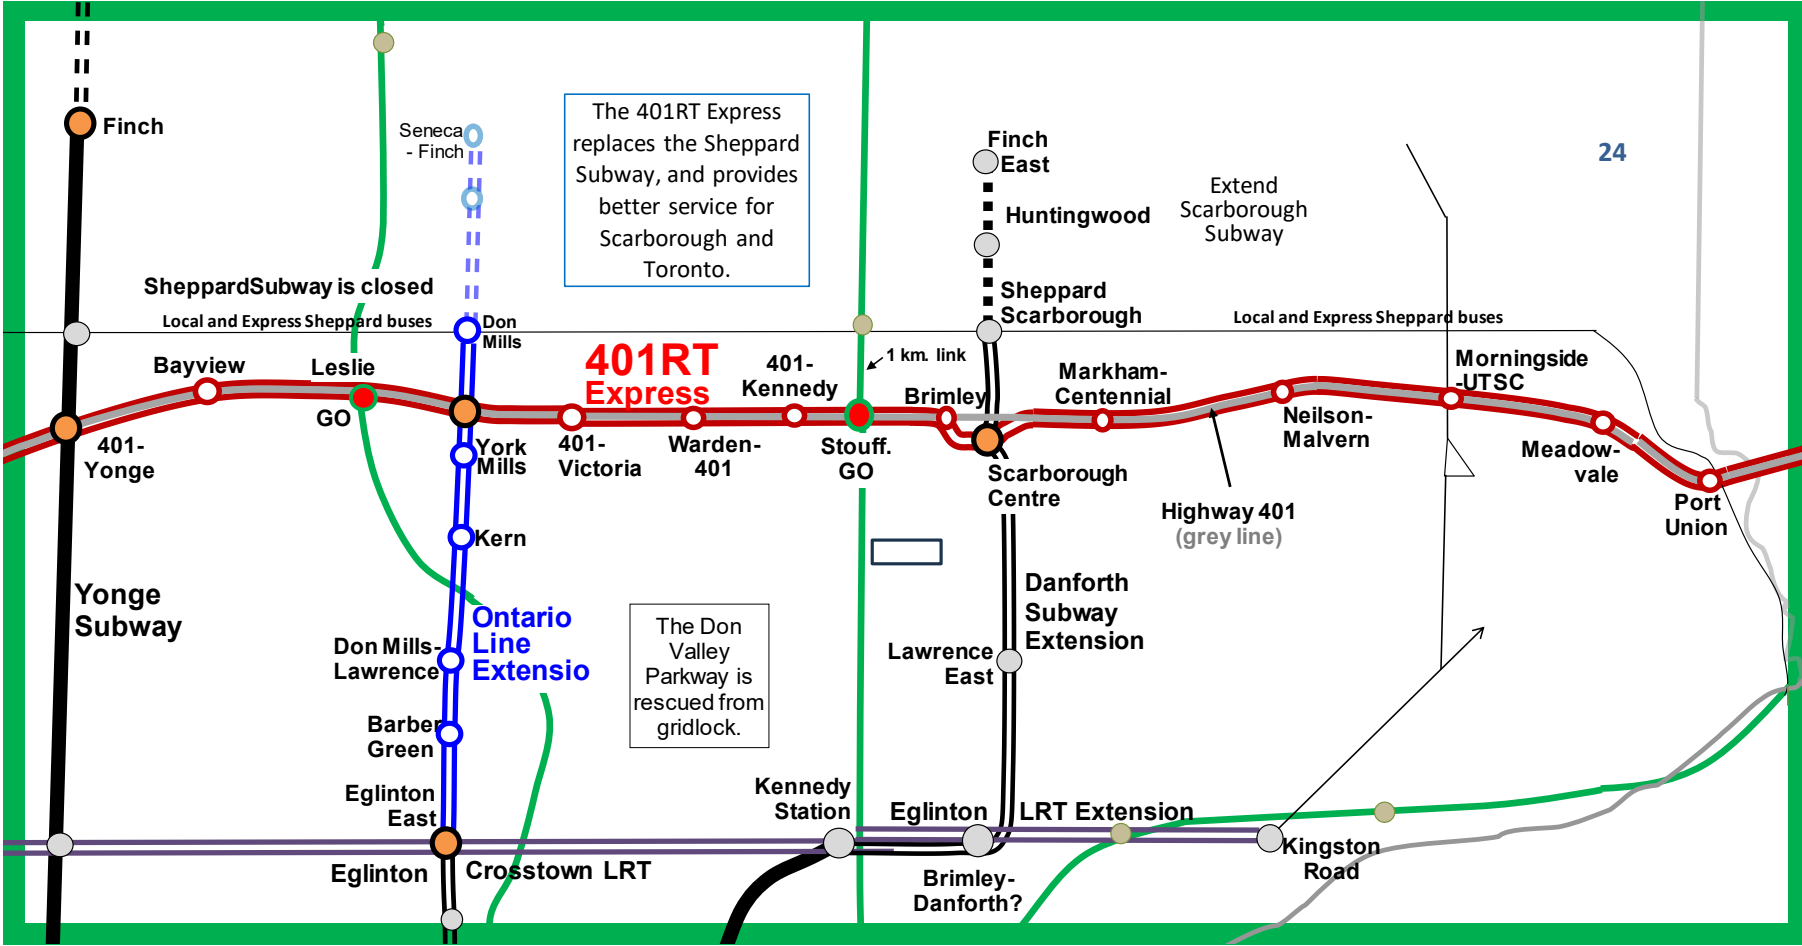 Finch
Seneca
- Finch
The 401RT Express
replaces the Sheppard
Subway, and provides
better service for
Scarborough and
Toronto.
Finch
East
24
Extend
Scarborough
Subway
Huntingwood
SheppardSubway is closed
Sheppard
Scarborough
Local and Express Sheppard buses
Don
Mills
Local and Express Sheppard buses
Bayview
Leslie
GO
401RT
Express
401-
Kennedy
1 km. link
Brimley
Markham-
Centennial
Morningside
-UTSC
401-
Yonge
York
Mills
401-
Victoria
Warden-
401
Stouff.
GO
Scarborough
Centre
Neilson-
Malvern
Meadow-
vale
Port
Union
Highway 401
(grey line)
Kern
Yonge
Subway
Ontario
Line
Extensio
Don Mills-
Lawrence
The Don
Valley
Parkway is
rescued from
gridlock.
Danforth
Subway
Extension
Lawrence
East
Barber
Green
Eglinton
East
Kennedy
Station
Eglinton
LRT Extension
Kingston
Road
Eglinton
Crosstown LRT
Brimley-
Danforth?